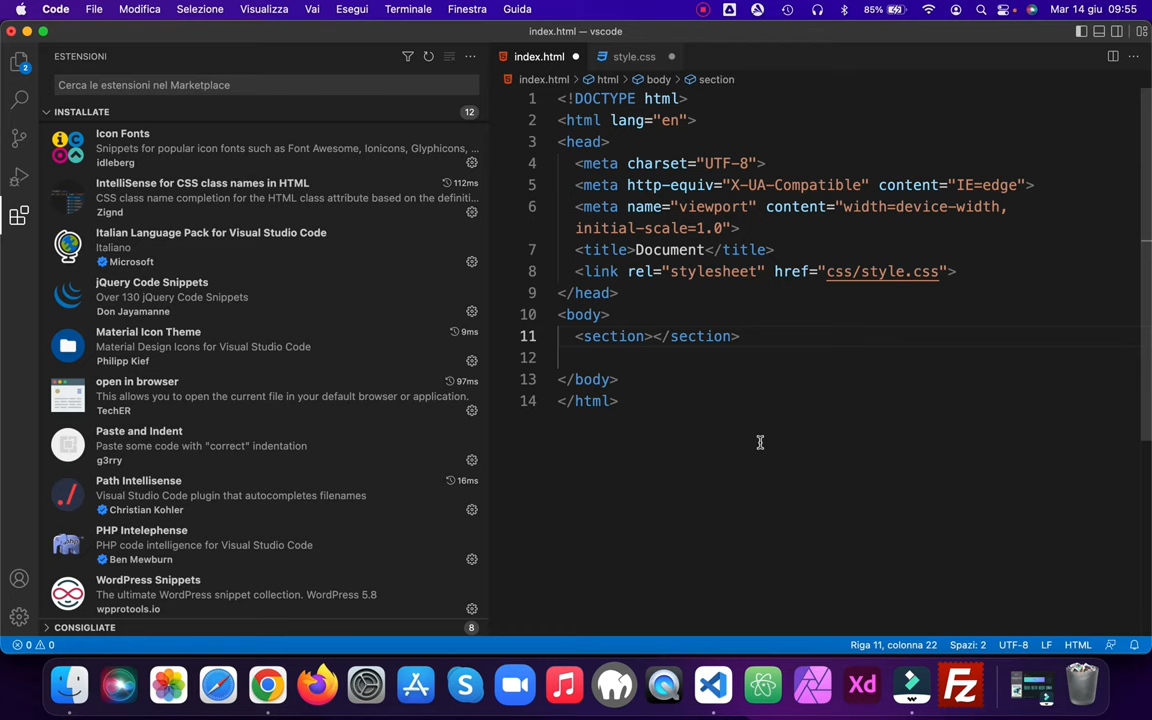 Code File Modifica Selezione Visualizza Vai Esegui Terminale Finestra Guida 85% Mar 14 giu 09:55
index.html — vscode
ESTENSIONI
index.html style.css
index.html > html > body > section
Cerca le estensioni nel Marketplace
INSTALLATE 12
2
Icon Fonts
Snippets for popular icon fonts such as Font Awesome, Ionicons, Glyphicons, ...
idleberg
IntelliSense for CSS class names in HTML 112ms
CSS class name completion for the HTML class attribute based on the definiti...
Zignd
Italian Language Pack for Visual Studio Code
Italiano
Microsoft
jQuery Code Snippets
Over 130 jQuery Code Snippets
Don Jayamanne
Material Icon Theme 9ms
Material Design Icons for Visual Studio Code
Philipp Kief
open in browser 97ms
This allows you to open the current file in your default browser or application.
TechER
Paste and Indent
Paste some code with "correct" indentation
g3rry
Path Intellisense 16ms
Visual Studio Code plugin that autocompletes filenames
Christian Kohler
PHP Intelephense
PHP code intelligence for Visual Studio Code
Ben Mewburn
WordPress Snippets
The ultimate WordPress snippet collection. WordPress 5.8
wpprotools.io
CONSIGLIATE 8
1 <!DOCTYPE html>
2 <html lang="en">
3 <head>
4 <meta charset="UTF-8">
5 <meta http-equiv="X-UA-Compatible" content="IE=edge">
6 <meta name="viewport" content="width=device-width,
initial-scale=1.0">
7 <title>Document</title>
8 <link rel="stylesheet" href="css/style.css">
9 </head>
10 <body>
11 <section></section>
12
13 </body>
14 </html>
0 0 Riga 11, colonna 22 Spazi: 2 UTF-8 LF HTML
Xd Fz